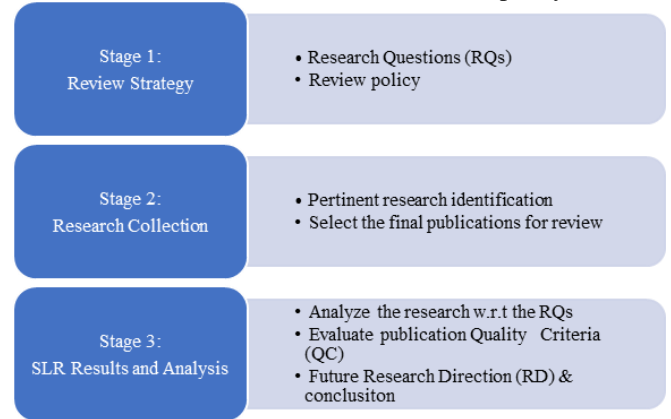 Stage 1:
Review Strategy
• Research Questions (RQs)
• Review policy
Stage 2:
Research Collection
• Pertinent research identification
• Select the final publications for review
Stage 3:
SLR Results and Analysis
• Analyze the research w.r.t the RQs
• Evaluate publication Quality Criteria
(QC)
• Future Research Direction (RD) &
conclusiton